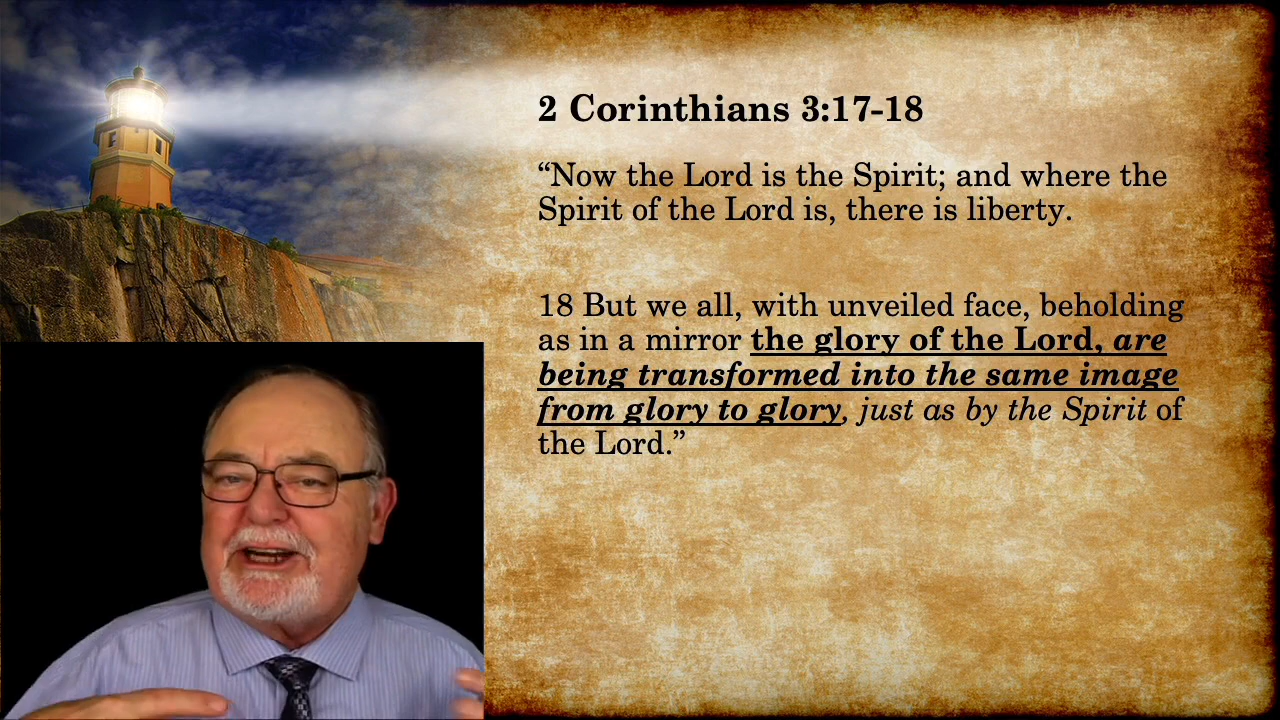 2 Corinthians 3:17-18
“Now the Lord is the Spirit; and where the
Spirit of the Lord is, there is liberty.
18 But we all, with unveiled face, beholding
as in a mirror the glory of the Lord, are
being transformed into the same image
from glory to glory, just as by the Spirit of
the Lord.”